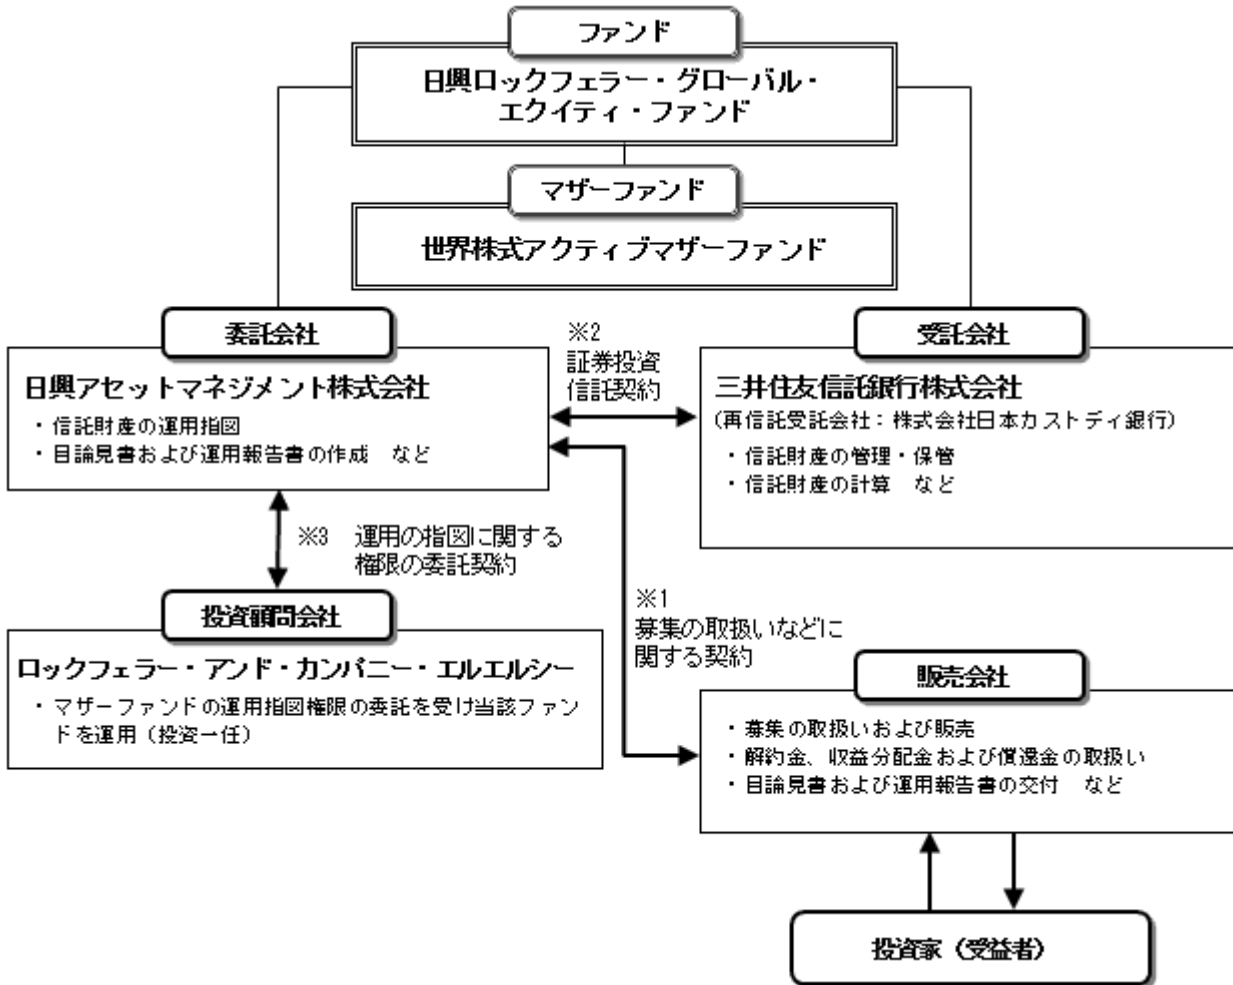 ファンド
日興ロックフェラー・グローバル・
エクイティ・ファンド
マザーファンド
世界株式アクティブマザーファンド
委託会社
日興アセットマネジメント株式会社
・信託財産の運用指図
・目論見書および運用報告書の作成　など
※2
証券投資
信託契約
受託会社
三井住友信託銀行株式会社
(再信託受託会社：株式会社日本カストディ銀行)
・信託財産の管理・保管
・信託財産の計算　など
※3　運用の指図に関する
権限の委託契約
投資顧問会社
ロックフェラー・アンド・カンパニー・エルエルシー
・マザーファンドの運用指図権限の委託を受け当該ファン
ドを運用（投資一任）
※1
募集の取扱いなどに
関する契約
販売会社
・募集の取扱いおよび販売
・解約金、収益分配金および償還金の取扱い
・目論見書および運用報告書の交付　など
投資家（受益者）